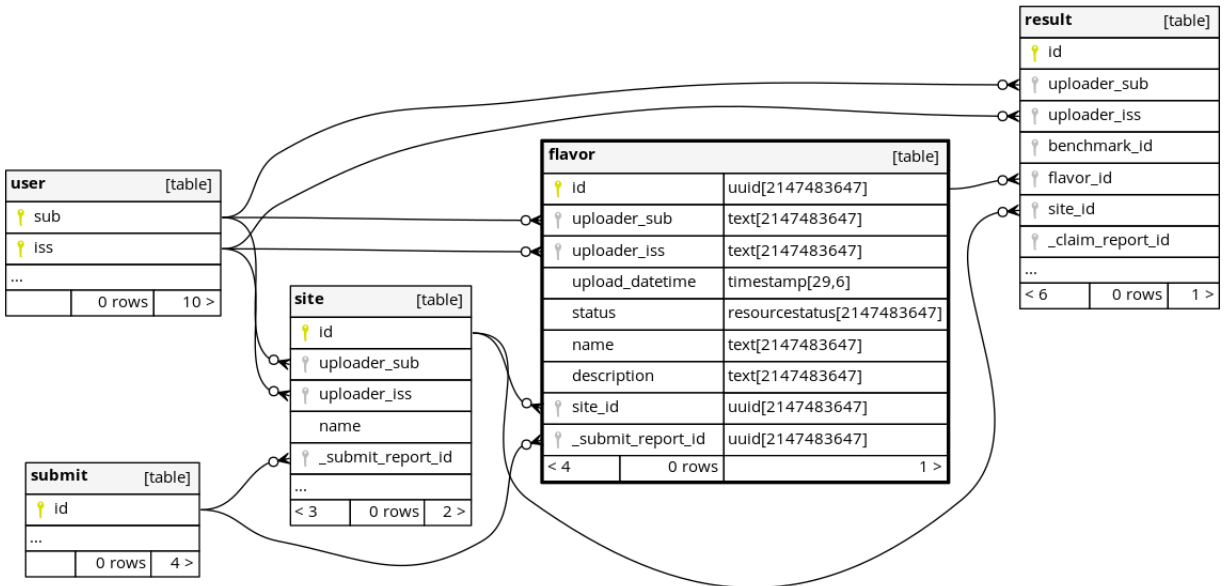 result [table]
id
uploader_sub
uploader_iss
benchmark_id
flavor_id
site_id
_claim_report_id
...
< 6 0 rows 1 >
flavor [table]
id uuid[2147483647]
uploader_sub text[2147483647]
uploader_iss text[2147483647]
upload_datetime timestamp[29,6]
status resourcestatus[2147483647]
name text[2147483647]
description text[2147483647]
site_id uuid[2147483647]
_submit_report_id uuid[2147483647]
< 4 0 rows 1 >
user [table]
sub
iss
...
0 rows 10 >
site [table]
id
uploader_sub
uploader_iss
name
_submit_report_id
...
< 3 0 rows 2 >
submit [table]
id
...
0 rows 4 >